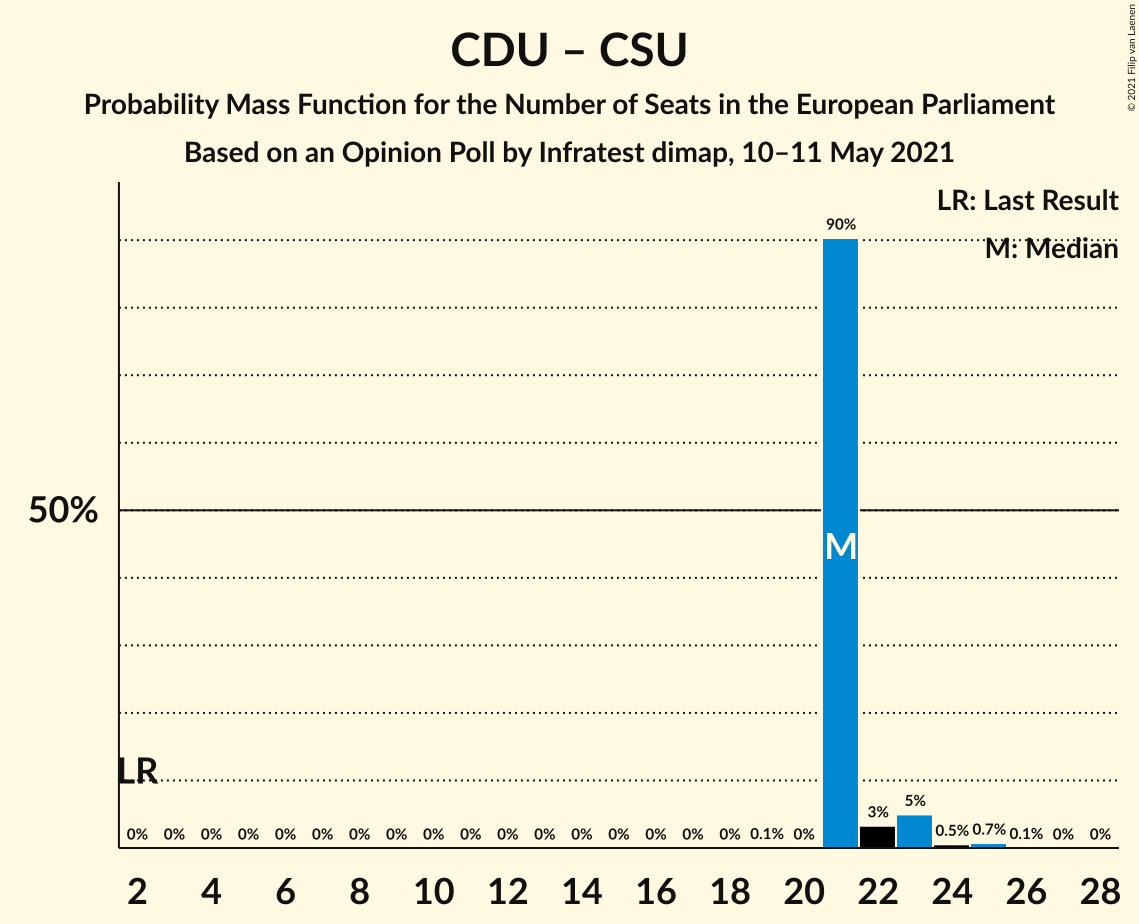 CDU – CSU
Probability Mass Function for the Number of Seats in the European Parliament
Based on an Opinion Poll by Infratest dimap, 10–11 May 2021
© 2021 Filip van Laenen
LR: Last Result
M: Median
90%
50%
M
LR
0% 0% 0% 0% 0% 0% 0% 0% 0% 0% 0% 0% 0% 0% 0% 0% 0% 0.1% 0% 3% 5% 0.5% 0.7% 0.1% 0% 0%
2 4 6 8 10 12 14 16 18 20 22 24 26 28